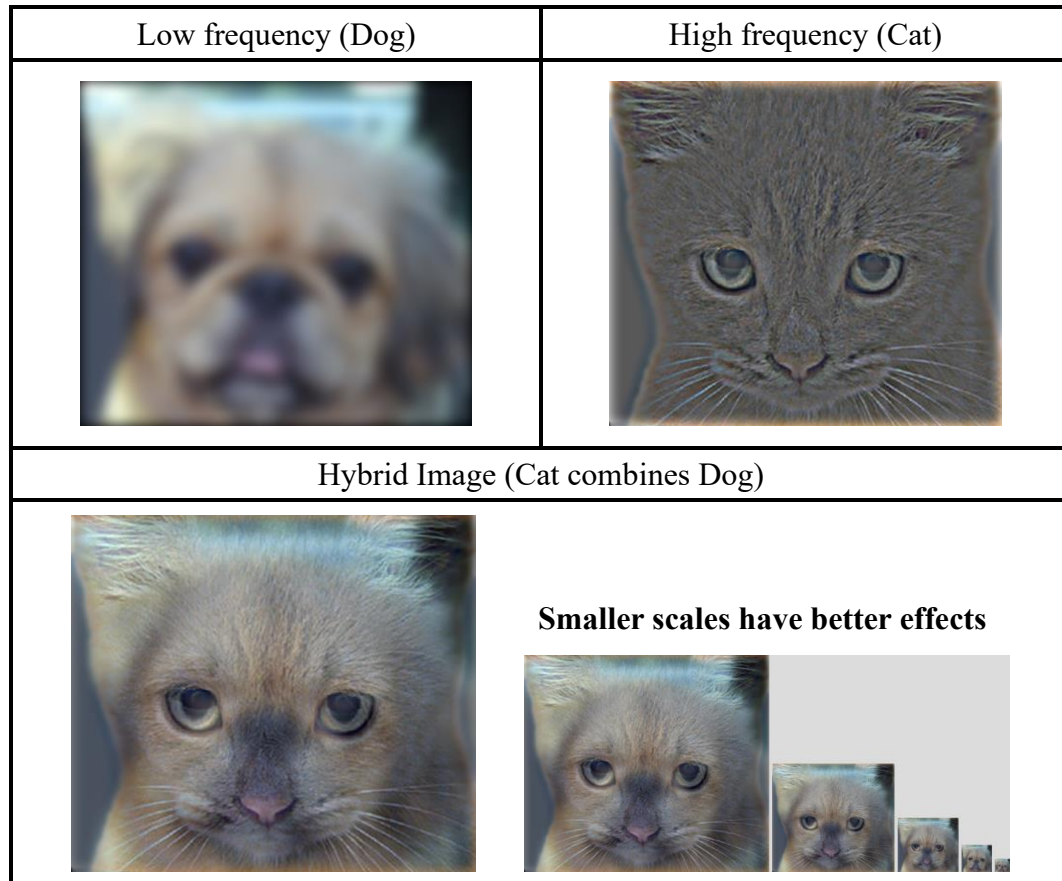 Low frequency (Dog)
High frequency (Cat)
Hybrid Image (Cat combines Dog)
Smaller scales have better effects